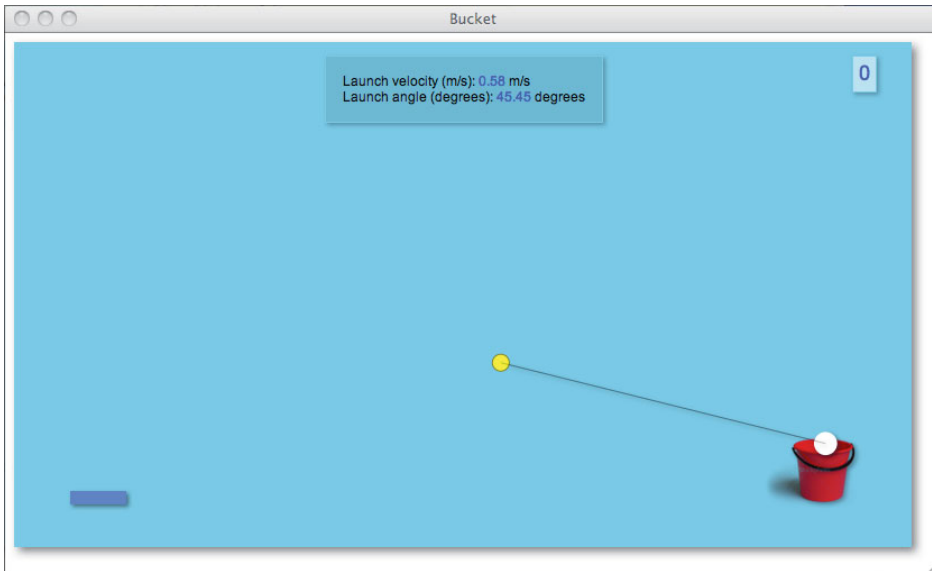 Bucket
Launch velocity (m/s): 0.58 m/s
Launch angle (degrees): 45.45 degrees
0